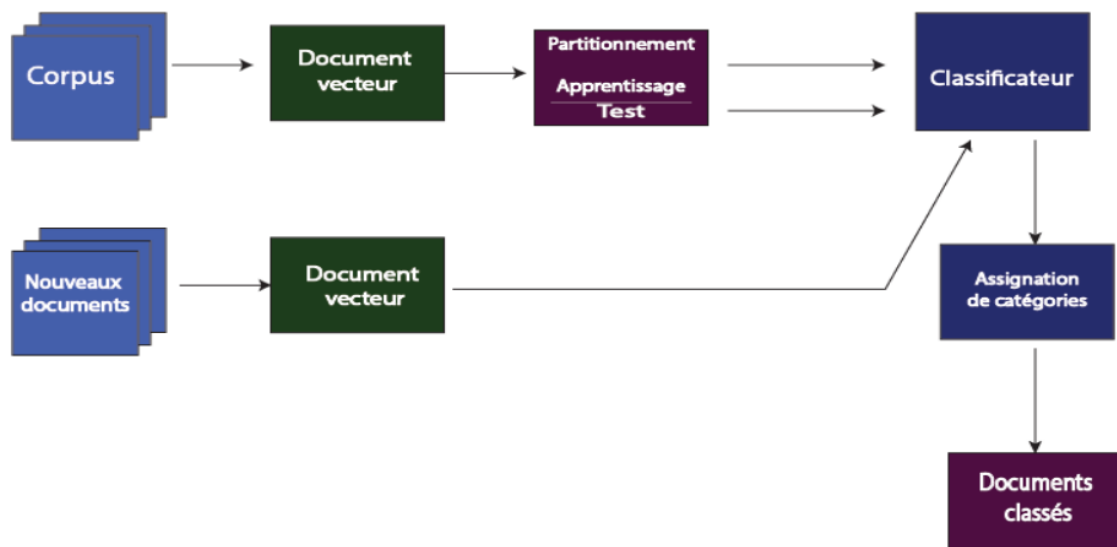 Corpus
Document
vecteur
Partitionnement
Apprentissage
Test
Classificateur
Nouveaux
documents
Document
vecteur
Assignation
de catégories
Documents
classés